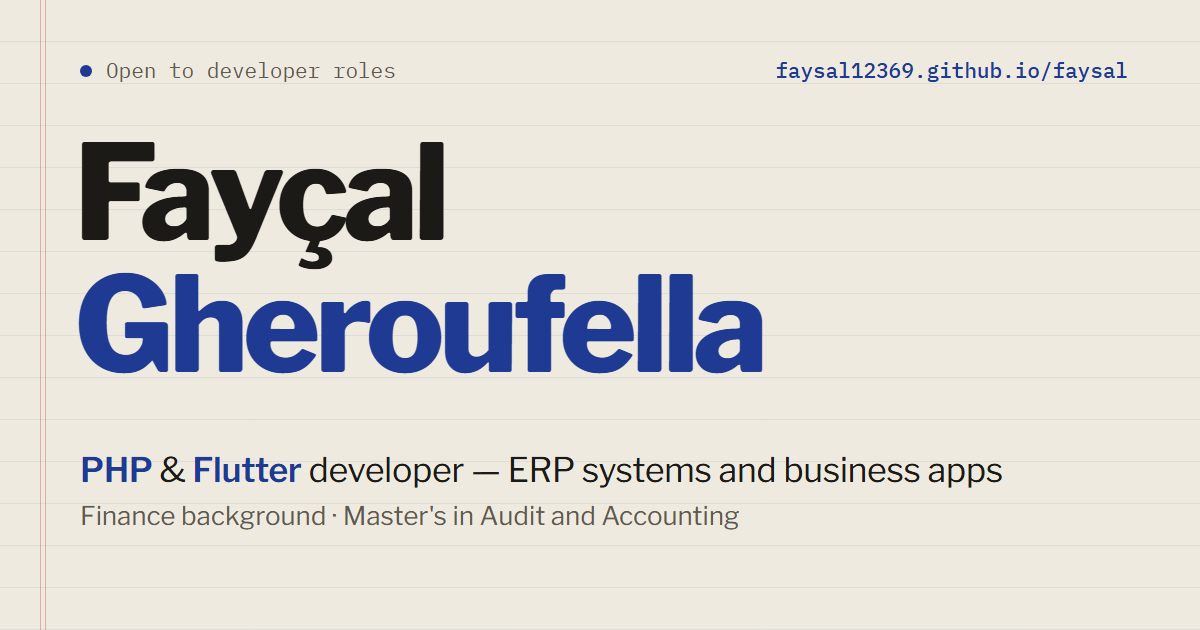 Open to developer roles
faysal12369.github.io/faysal
Fayçal
Gheroufella
PHP & Flutter developer — ERP systems and business apps
Finance background · Master's in Audit and Accounting